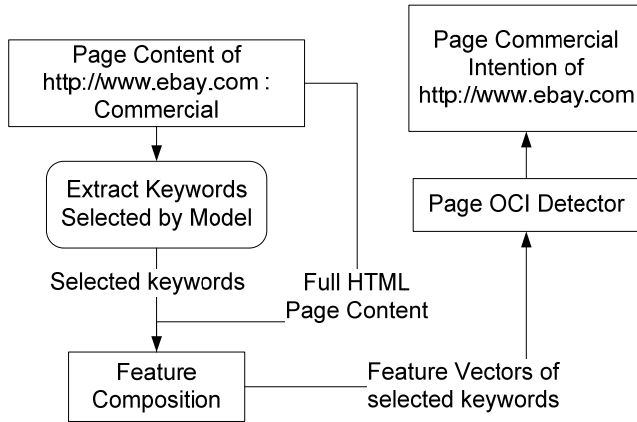 Page Content of
http://www.ebay.com :
Commercial
Extract Keywords
Selected by Model
Selected keywords
Full HTML
Page Content
Feature
Composition
Feature Vectors of
selected keywords
Page OCI Detector
Page Commercial
Intention of
http://www.ebay.com